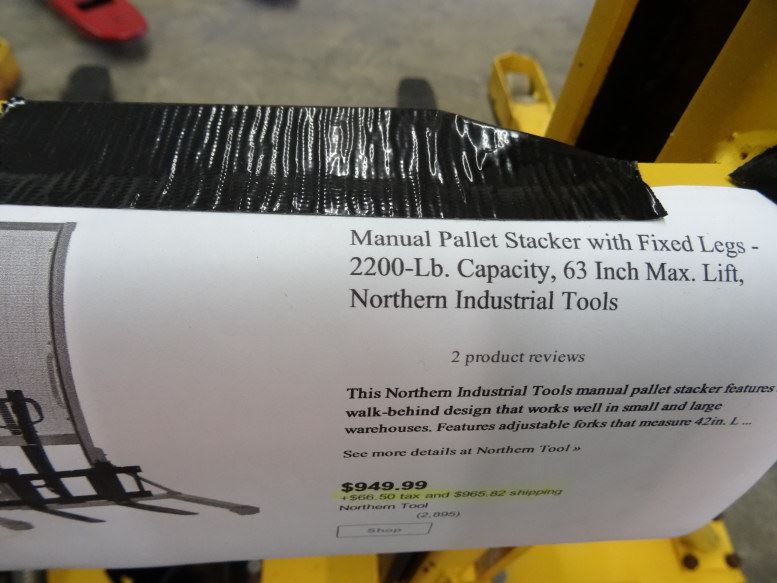 Manual Pallet Stacker with Fixed Legs -
2200-Lb. Capacity, 63 Inch Max. Lift,
Northern Industrial Tools
2 product reviews
This Northern Industrial Tools manual pallet stacker features
walk-behind design that works well in small and large
warehouses. Features adjustable forks that measure 42in. L ...
See more details at Northern Tool »
$949.99
+$66.50 tax and $965.82 shipping
Northern Tool
(2,895)
Shop